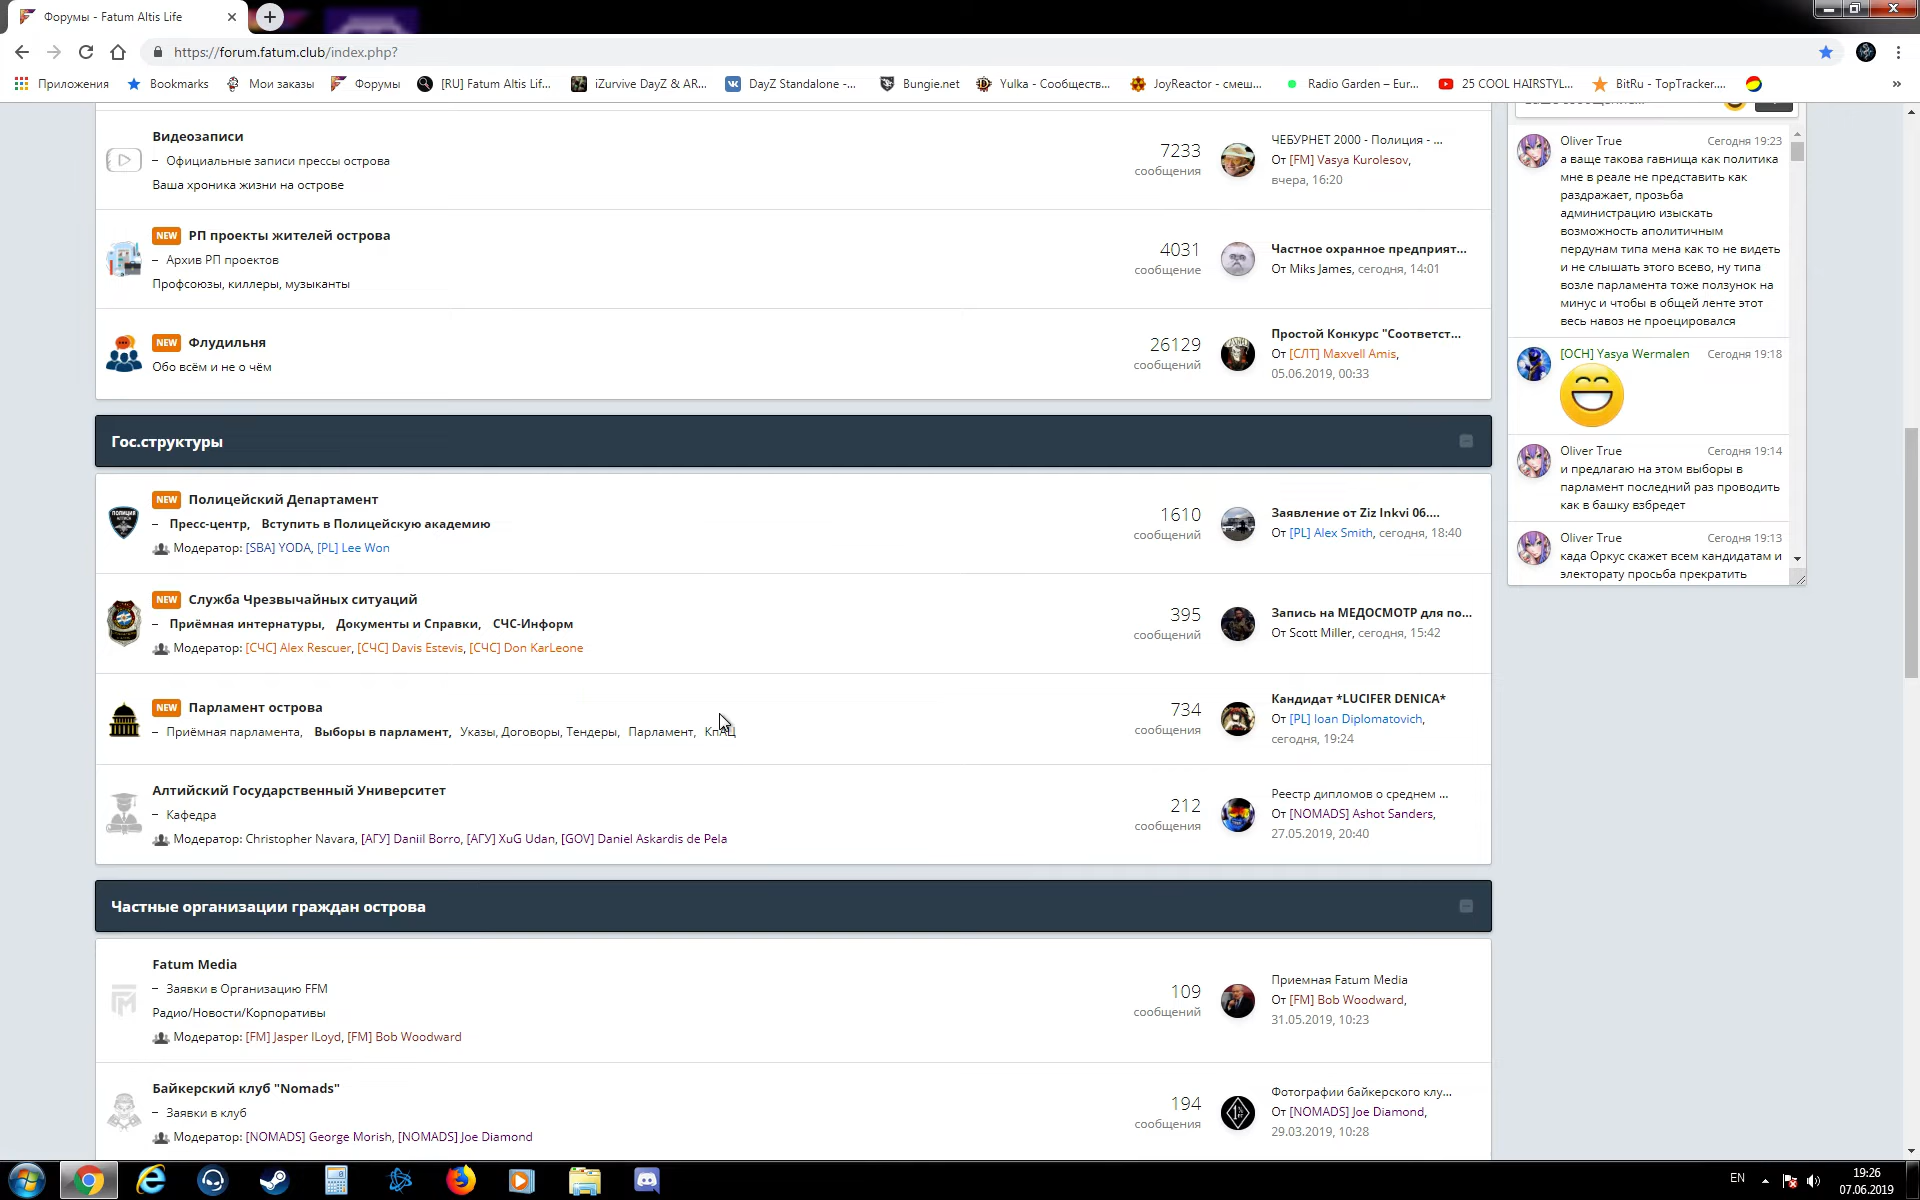 Форумы - Fatum Altis Life
https://forum.fatum.club/index.php?
Приложения
Bookmarks
Мои заказы
Форумы
[RU] Fatum Altis Lif...
iZurvive DayZ & AR...
DayZ Standalone -...
Bungie.net
Yulka - Сообществ...
JoyReactor - смеш...
Radio Garden – Eur...
25 COOL HAIRSTYL...
BitRu - TopTracker....
Видеозаписи
– Официальные записи прессы острова
Ваша хроника жизни на острове
7233
сообщения
ЧЕБУРНЕТ 2000 - Полиция - ...
От [FM] Vasya Kurolesov,
вчера, 16:20
NEW РП проекты жителей острова
– Архив РП проектов
Профсоюзы, киллеры, музыканты
4031
сообщение
Частное охранное предприят...
От Miks James, сегодня, 14:01
NEW Флудильня
Обо всём и не о чём
26129
сообщений
Простой Конкурс "Соответст...
От [СЛТ] Maxvell Amis,
05.06.2019, 00:33
Гос.структуры
NEW Полицейский Департамент
– Пресс-центр, Вступить в Полицейскую академию
Модератор: [SBA] YODA, [PL] Lee Won
1610
сообщений
Заявление от Ziz Inkvi 06....
От [PL] Alex Smith, сегодня, 18:40
NEW Служба Чрезвычайных ситуаций
– Приёмная интернатуры, Документы и Справки, СЧС-Информ
Модератор: [СЧС] Alex Rescuer, [СЧС] Davis Estevis, [СЧС] Don KarLeone
395
сообщений
Запись на МЕДОСМОТР для по...
От Scott Miller, сегодня, 15:42
NEW Парламент острова
– Приёмная парламента, Выборы в парламент, Указы, Договоры, Тендеры, Парламент, КпАЦ
734
сообщения
Кандидат *LUCIFER DENICA*
От [PL] Ioan Diplomatovich,
сегодня, 19:24
Алтийский Государственный Университет
– Кафедра
Модератор: Christopher Navara, [АГУ] Daniil Borro, [АГУ] XuG Udan, [GOV] Daniel Askardis de Pela
212
сообщения
Реестр дипломов о среднем ...
От [NOMADS] Ashot Sanders,
27.05.2019, 20:40
Частные организации граждан острова
Fatum Media
– Заявки в Организацию FFM
Радио/Новости/Корпоративы
Модератор: [FM] Jasper lLoyd, [FM] Bob Woodward
109
сообщений
Приемная Fatum Media
От [FM] Bob Woodward,
31.05.2019, 10:23
Байкерский клуб "Nomads"
– Заявки в клуб
Модератор: [NOMADS] George Morish, [NOMADS] Joe Diamond
194
сообщения
Фотографии байкерского клу...
От [NOMADS] Joe Diamond,
29.03.2019, 10:28
Oliver True Сегодня 19:23
а ваще такова гавнища как политика
мне в реале не представить как
раздражает, прозьба
администрацию изыскать
возможность аполитичным
пердунам типа мена как то не видеть
и не слышать этого всево, ну типа
возле парламента тоже ползунок на
минус и чтобы в общей ленте этот
весь навоз не проецировался
[ОСН] Yasya Wermalen Сегодня 19:18
Oliver True Сегодня 19:14
и предлагаю на этом выборы в
парламент последний раз проводить
как в башку взбредет
Oliver True Сегодня 19:13
када Оркус скажет всем кандидатам и
электорату просьба прекратить
EN
19:26
07.06.2019